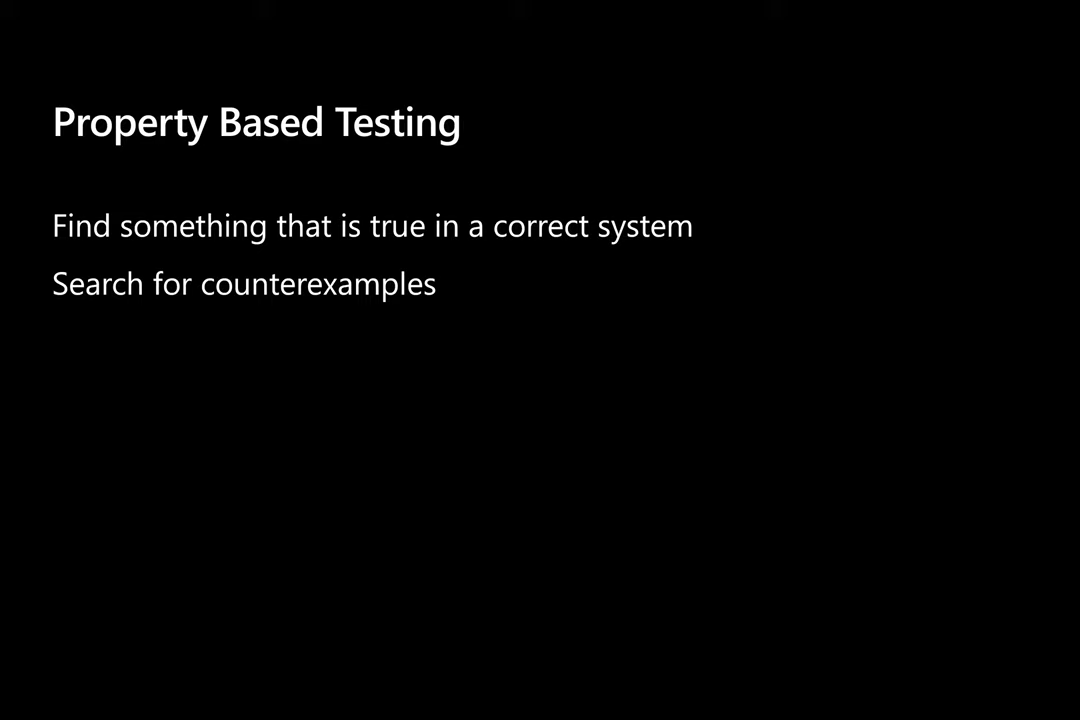 Property Based Testing
Find something that is true in a correct system
Search for counterexamples